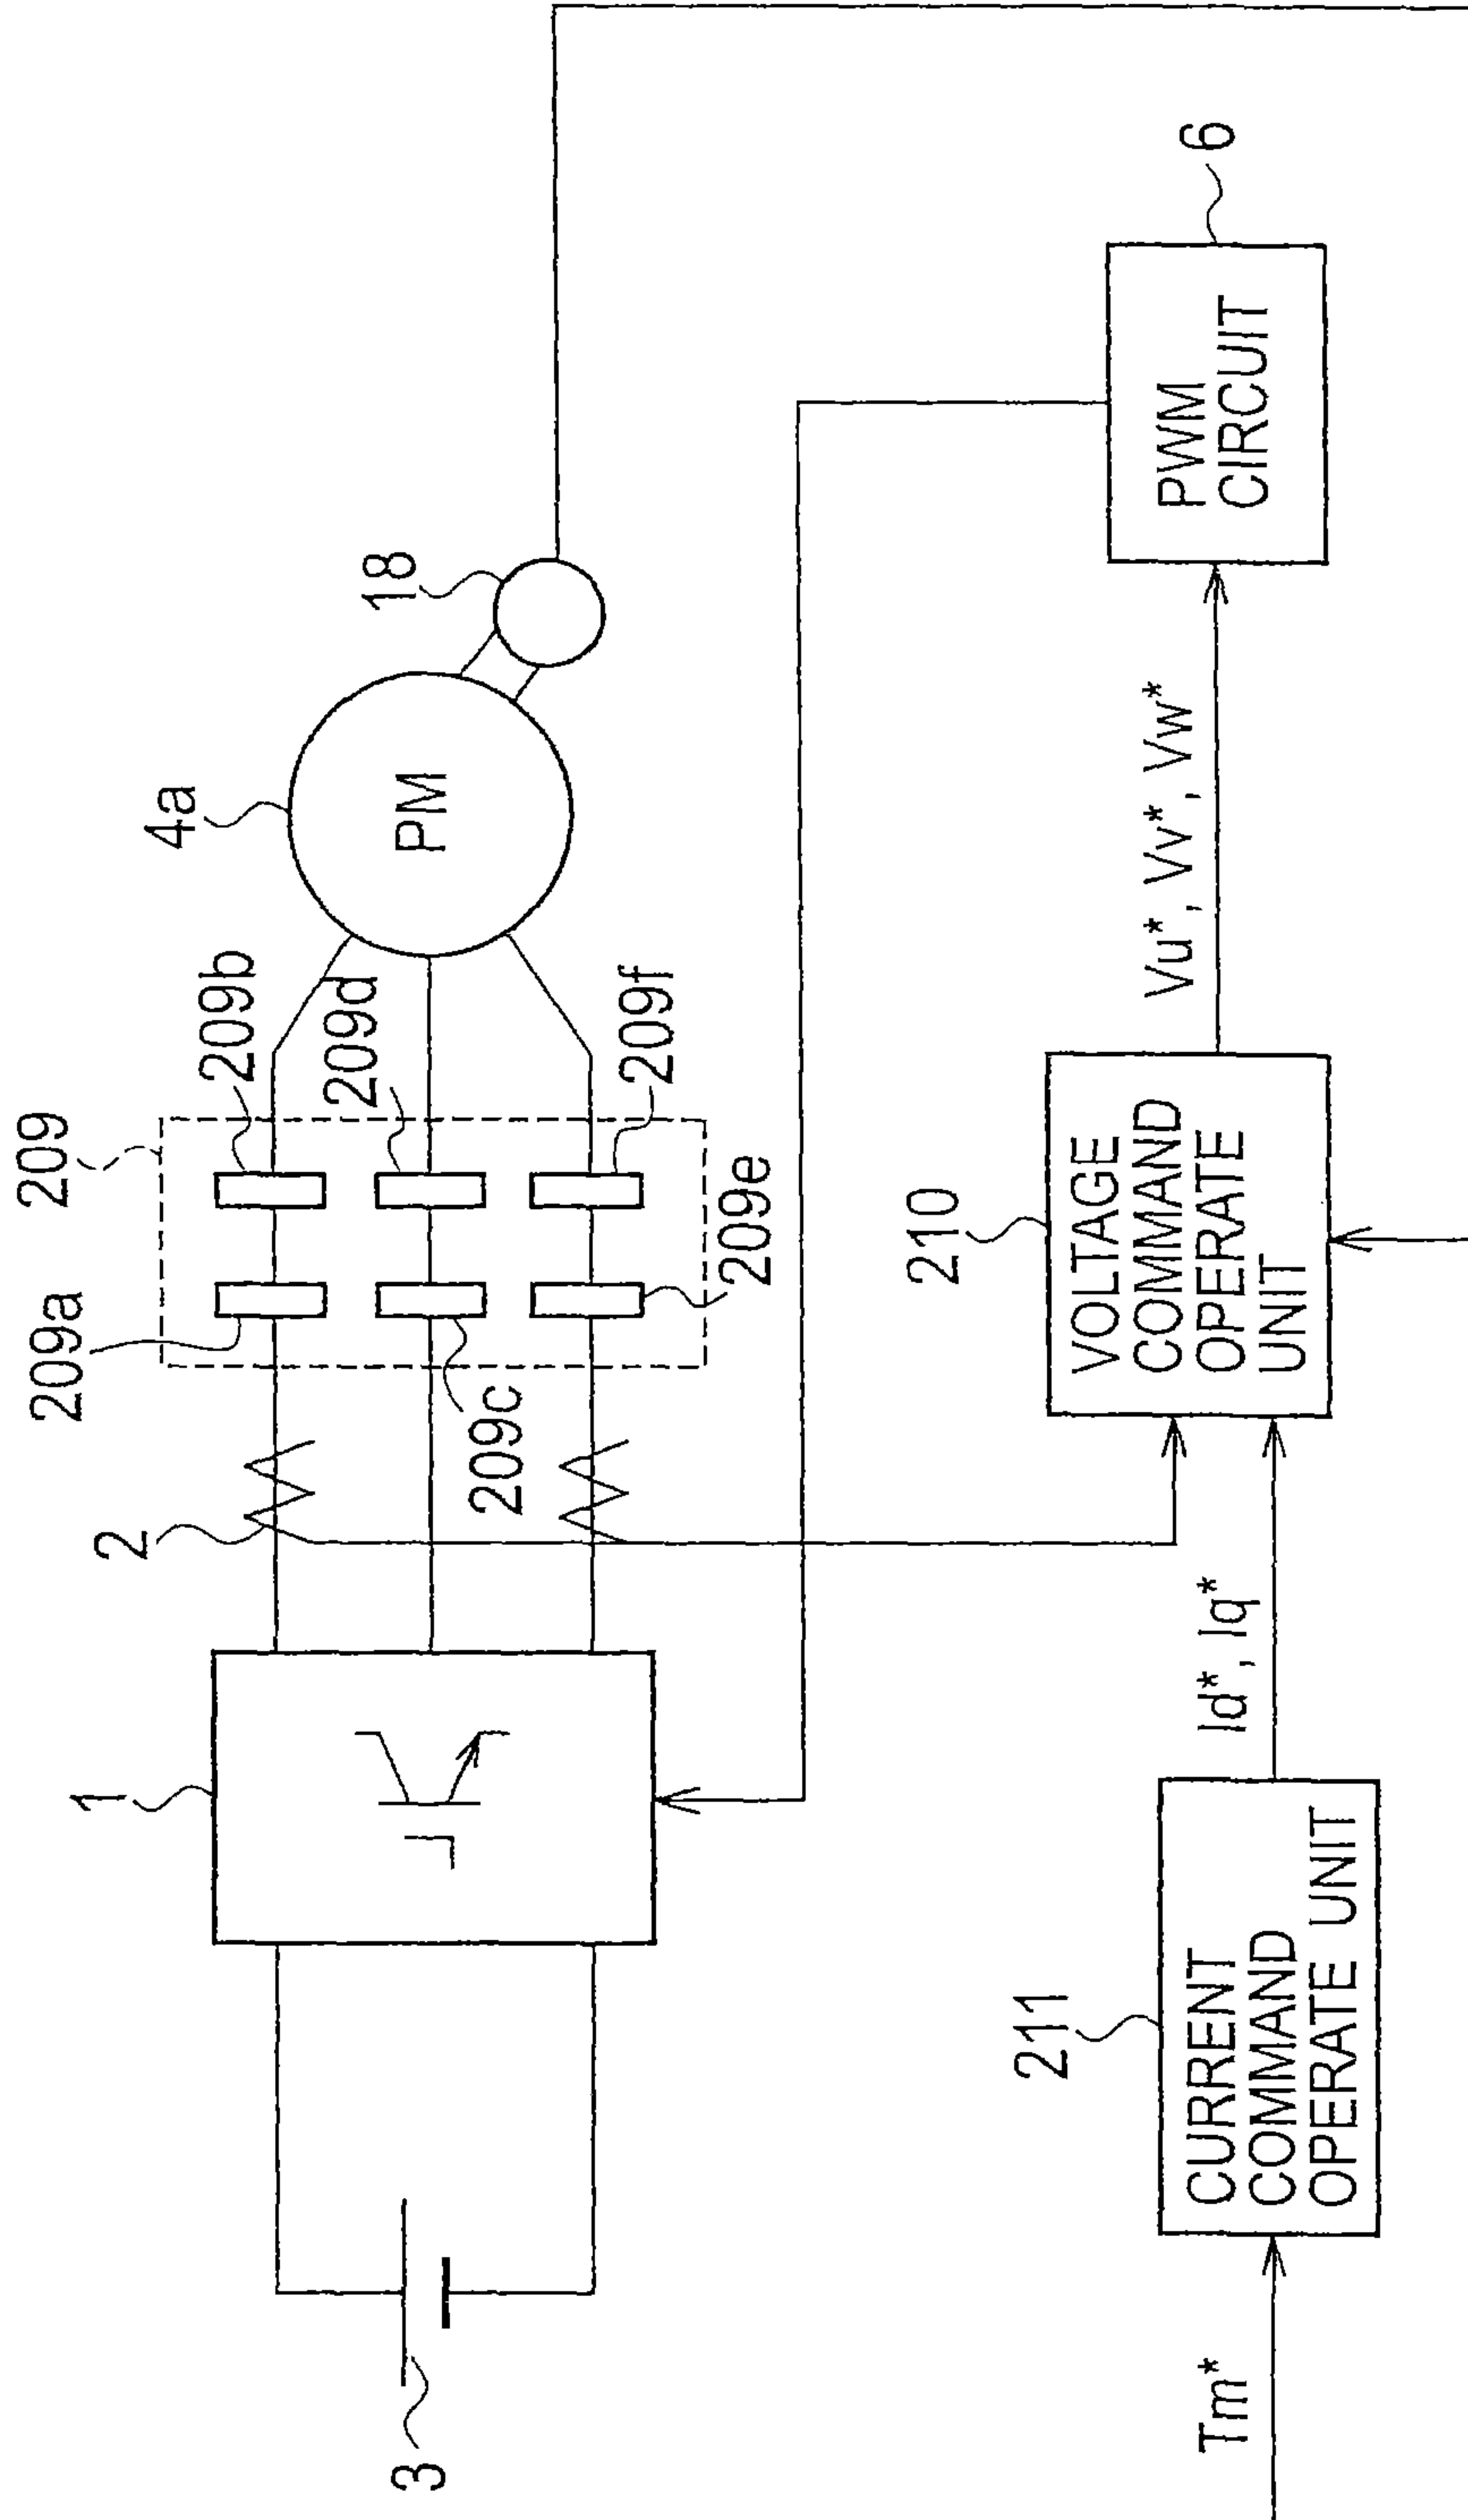 209
209a
209b
4a
18
209d
2
209c
209f
209e
1
PM
3
210
VOLTAGE
COMMAND
OPERATE
UNIT
Vu*, Vv*, Vw*
6
PWM
CIRCUIT
211
CURRENT
COMMAND
OPERATE UNIT
Id*, Iq*
Tm*